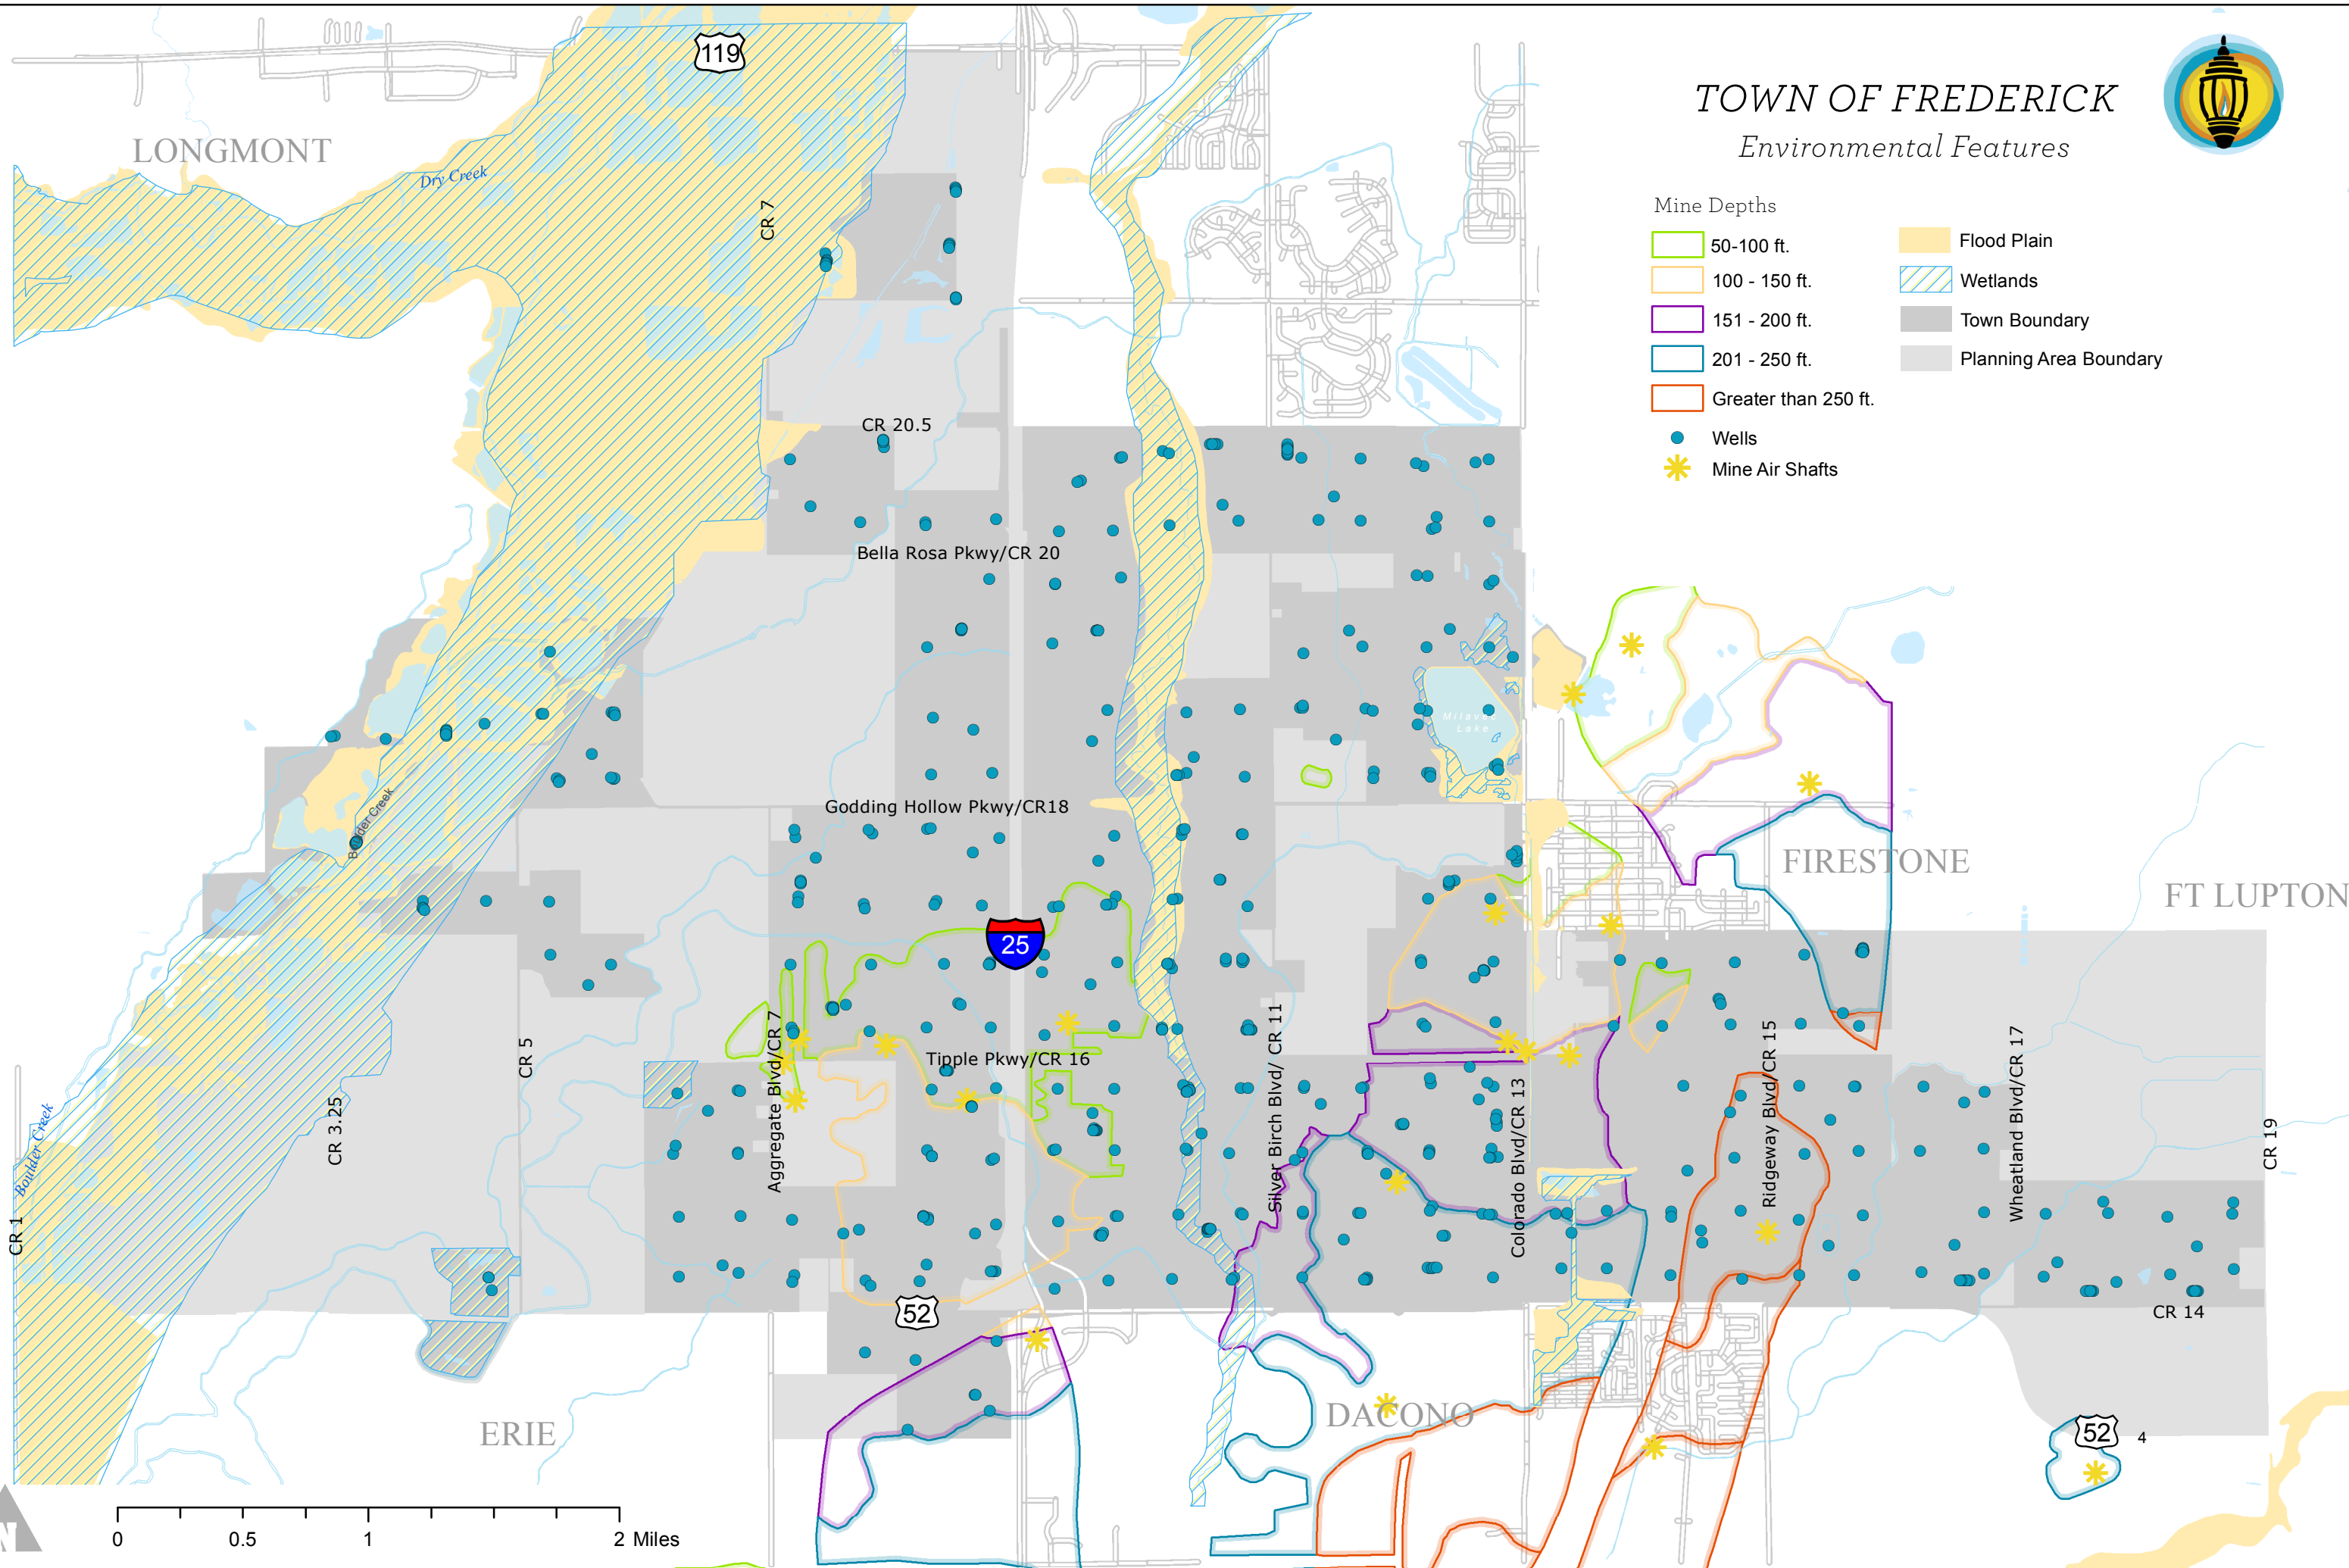 119
LONGMONT
Dry Creek
CR 7
TOWN OF FREDERICK
Environmental Features
Mine Depths
50-100 ft.
100 - 150 ft.
151 - 200 ft.
201 - 250 ft.
Greater than 250 ft.
Wells
Mine Air Shafts
Flood Plain
Wetlands
Town Boundary
Planning Area Boundary
CR 20.5
Bella Rosa Pkwy/CR 20
Milavec
Lake
Godding Hollow Pkwy/CR18
Boulder Creek
FIRESTONE
FT LUPTON
25
Tipple Pkwy/CR 16
CR 5
CR 3.25
Aggregate Blvd/CR 7
Silver Birch Blvd/ CR 11
Colorado Blvd/CR 13
Ridgeway Blvd/CR 15
Wheatland Blvd/CR 17
CR 19
Boulder Creek
CR 1
52
CR 14
ERIE
DACONO
52
4
N
0 0.5 1 2 Miles